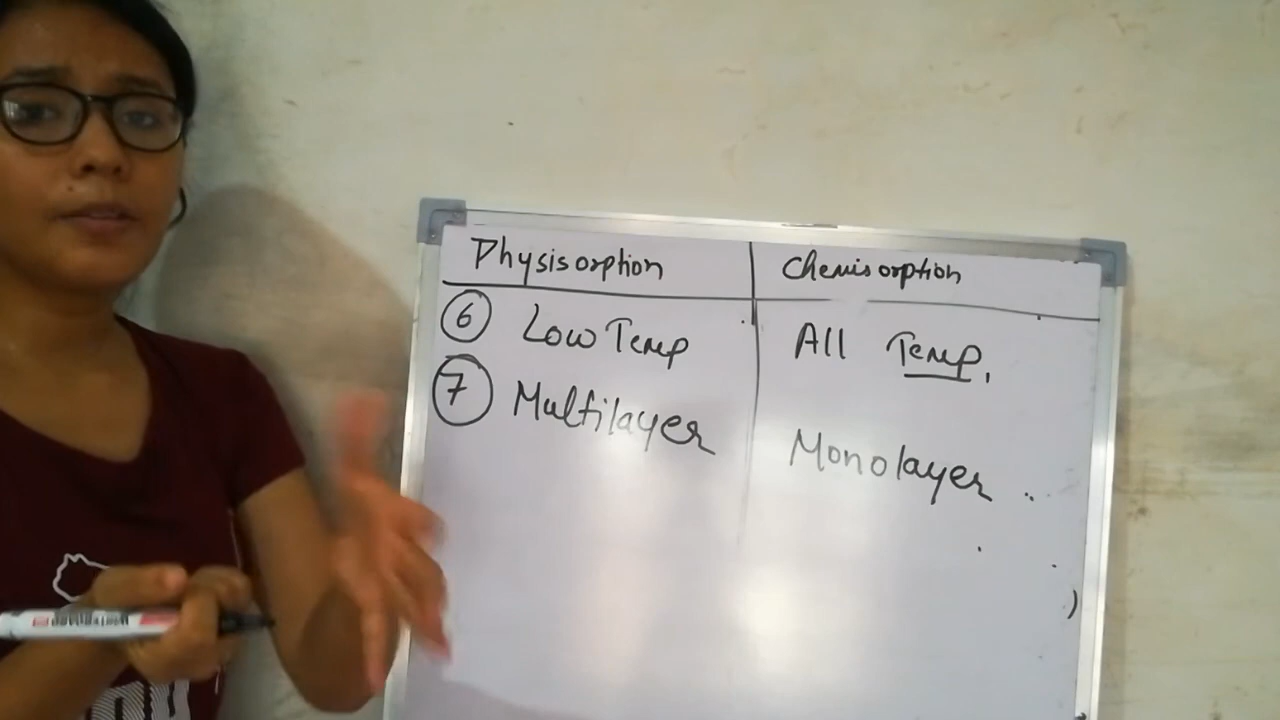 Physisorption Chemisorption
6 Low Temp All Temp.
7 Multilayer Monolayer